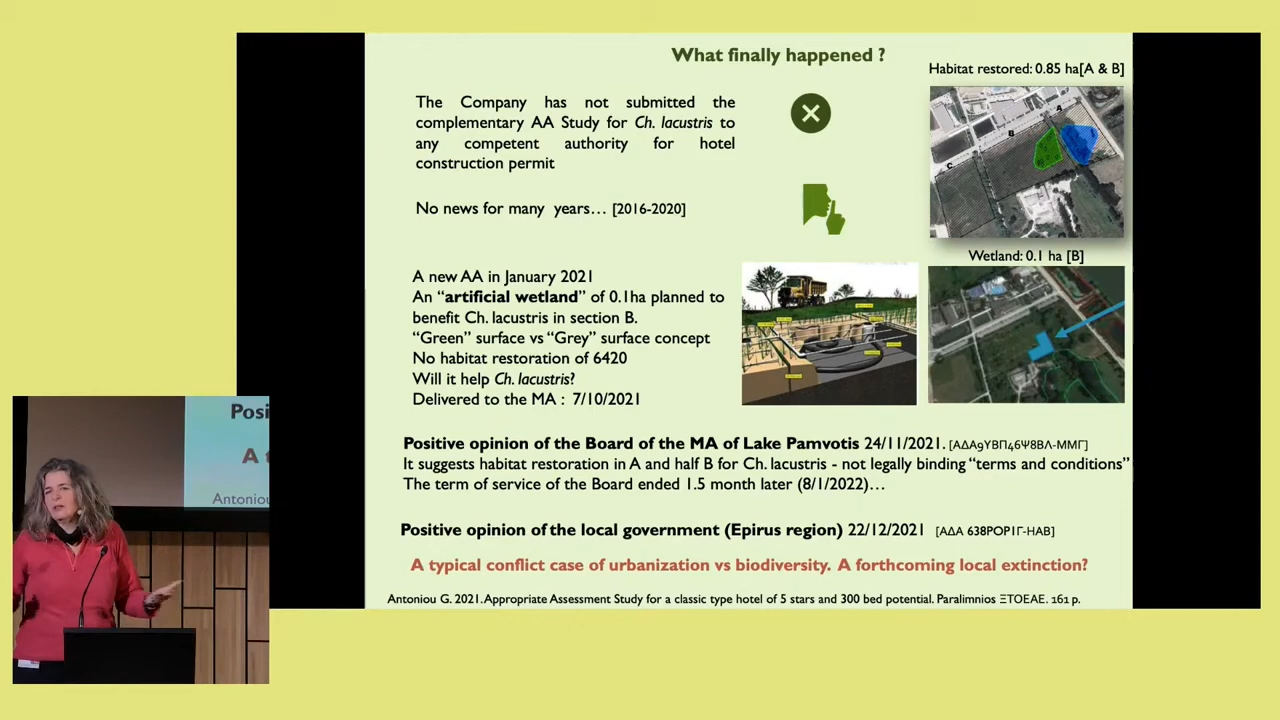 What finally happened ?
Habitat restored: 0.85 ha[A & B]
The Company has not submitted the
complementary AA Study for Ch. lacustris to
any competent authority for hotel
construction permit
No news for many years… [2016-2020]
A
B
C
Wetland: 0.1 ha [B]
A new AA in January 2021
An “artificial wetland” of 0.1ha planned to
benefit Ch. lacustris in section B.
“Green” surface vs “Grey” surface concept
No habitat restoration of 6420
Will it help Ch. lacustris?
Delivered to the MA : 7/10/2021
Positive opinion of the Board of the MA of Lake Pamvotis 24/11/2021. [ΑΔΑ9ΥΒΠ46Ψ8ΒΛ-ΜΜΓ]
It suggests habitat restoration in A and half B for Ch. lacustris - not legally binding “terms and conditions”
The term of service of the Board ended 1.5 month later (8/1/2022)…
Positive opinion of the local government (Epirus region) 22/12/2021 [ΑΔΑ 638POP1Γ-HAB]
A typical conflict case of urbanization vs biodiversity. A forthcoming local extinction?
Antoniou G. 2021. Appropriate Assessment Study for a classic type hotel of 5 stars and 300 bed potential. Paralimnios ΞΤΟΕΑΕ. 161 p.
Posi
A t
Antoniou